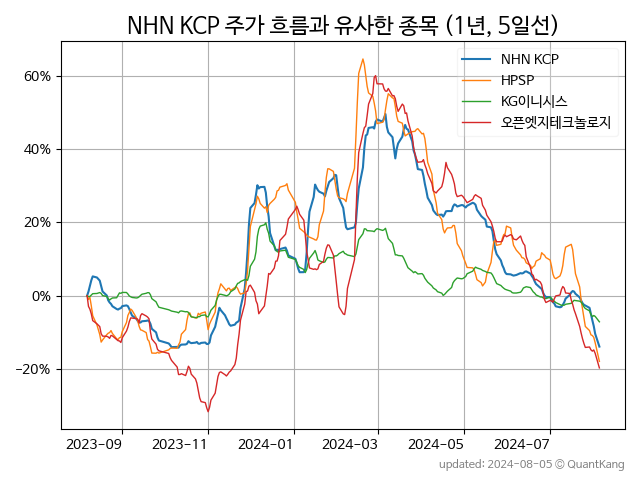 NHN KCP 주가 흐름과 유사한 종목 (1년, 5일선)
NHN KCP
HPSP
KG이니시스
오픈엣지테크놀로지
60%
40%
20%
0%
−20%
2023-09 2023-11 2024-01 2024-03 2024-05 2024-07
updated: 2024-08-05 © QuantKang